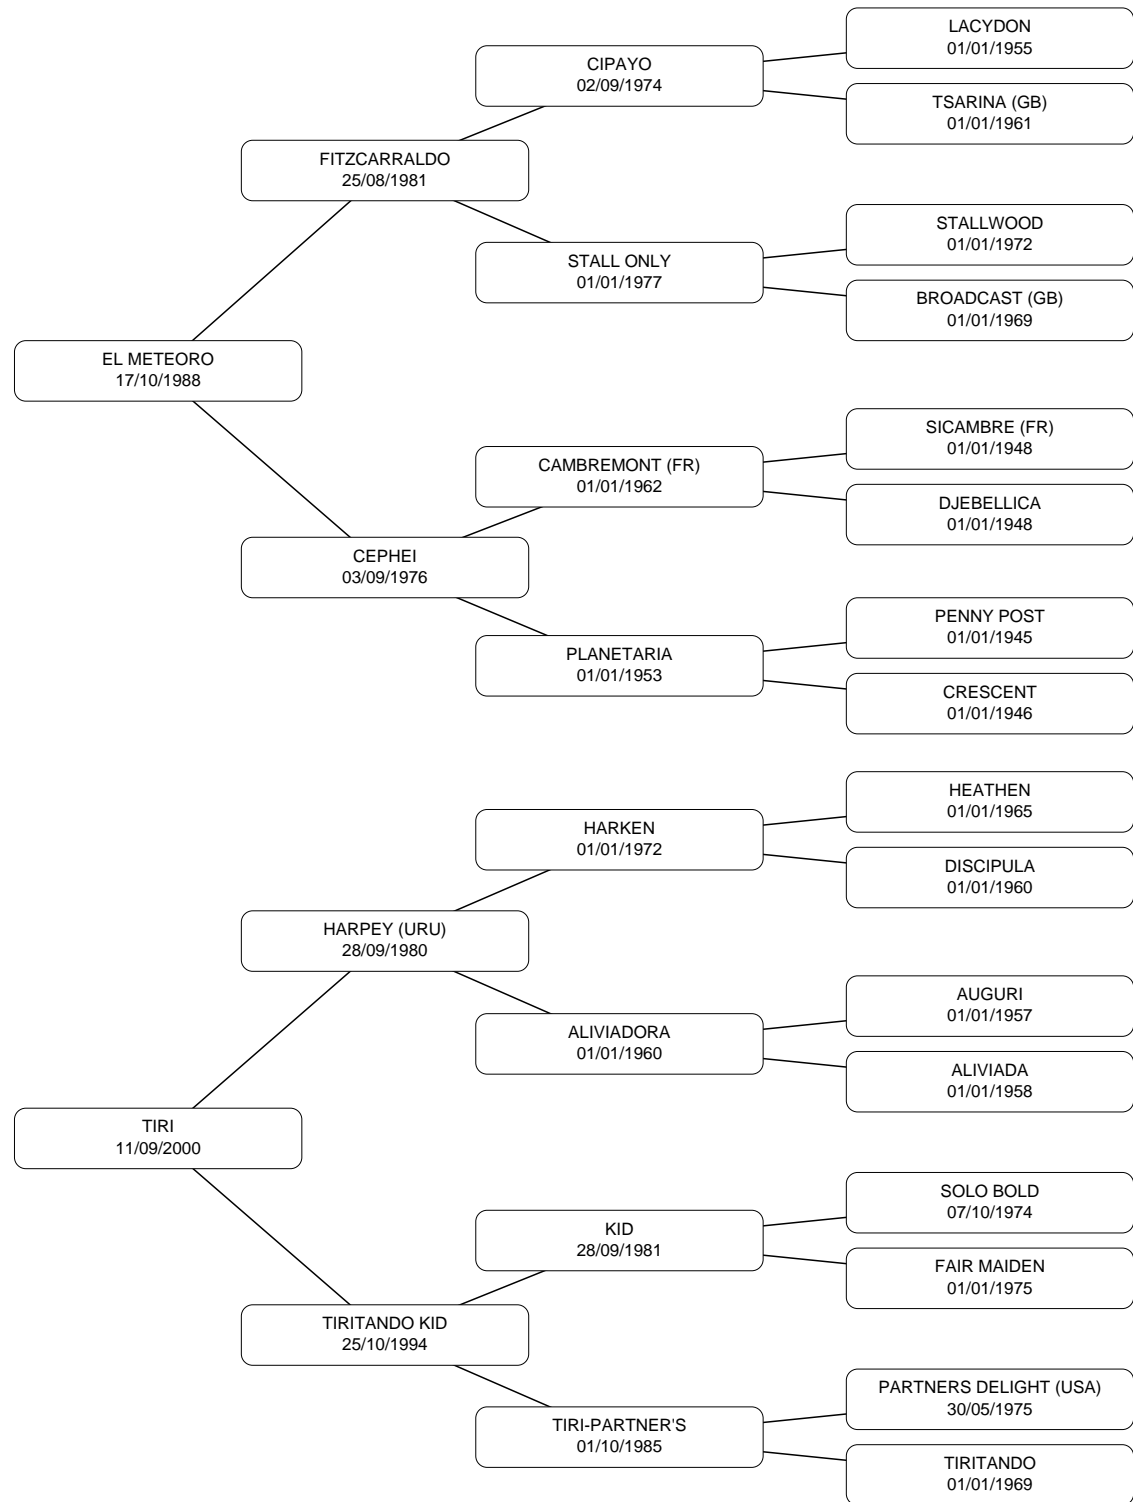 LACYDON
01/01/1955
CIPAYO
02/09/1974
TSARINA (GB)
01/01/1961
FITZCARRALDO
25/08/1981
STALLWOOD
01/01/1972
STALL ONLY
01/01/1977
BROADCAST (GB)
01/01/1969
EL METEORO
17/10/1988
SICAMBRE (FR)
01/01/1948
CAMBREMONT (FR)
01/01/1962
DJEBELLICA
01/01/1948
CEPHEI
03/09/1976
PENNY POST
01/01/1945
PLANETARIA
01/01/1953
CRESCENT
01/01/1946
HEATHEN
01/01/1965
HARKEN
01/01/1972
DISCIPULA
01/01/1960
HARPEY (URU)
28/09/1980
AUGURI
01/01/1957
ALIVIADORA
01/01/1960
ALIVIADA
01/01/1958
TIRI
11/09/2000
SOLO BOLD
07/10/1974
KID
28/09/1981
FAIR MAIDEN
01/01/1975
TIRITANDO KID
25/10/1994
PARTNERS DELIGHT (USA)
30/05/1975
TIRI-PARTNER'S
01/10/1985
TIRITANDO
01/01/1969